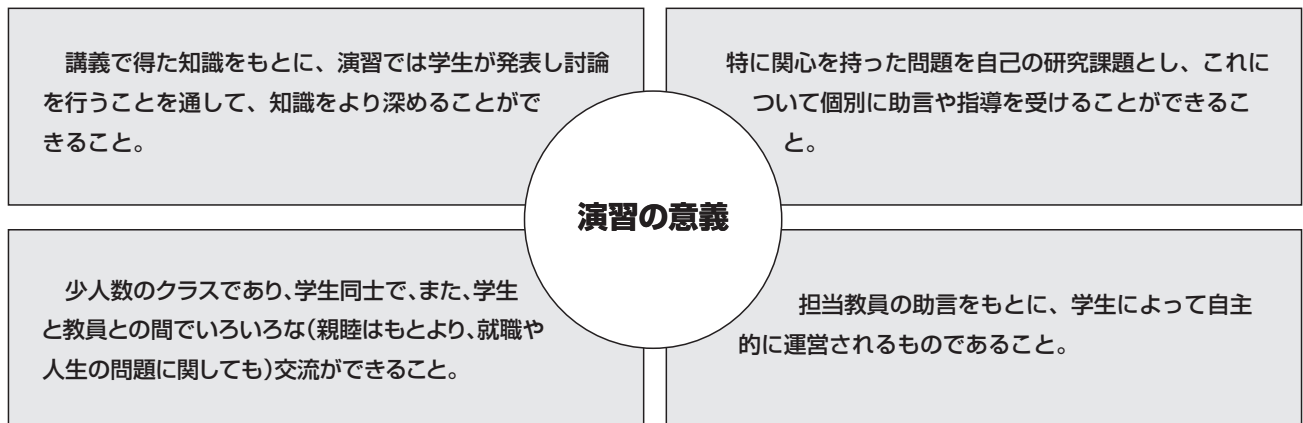 講義で得た知識をもとに、演習では学生が発表し討論
を行うことを通して、知識をより深めることがで
きること。
特に関心を持った問題を自己の研究課題とし、これに
ついて個別に助言や指導を受けることができるこ
と。
演習の意義
少人数のクラスであり、学生同士で、また、学生
と教員との間でいろいろな(親睦はもとより、就職や
人生の問題に関しても)交流ができること。
担当教員の助言をもとに、学生によって自主
的に運営されるものであること。